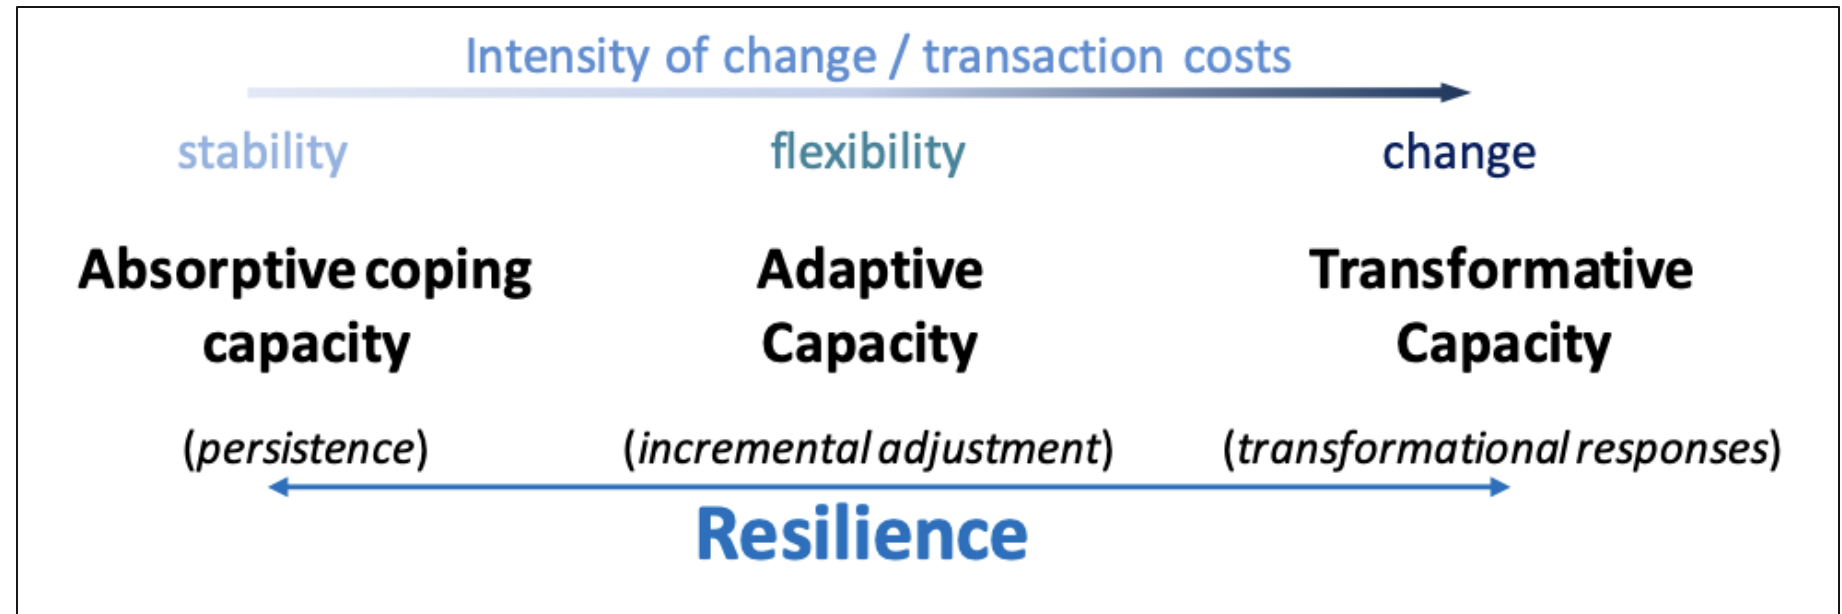 Intensity of change / transaction costs
stability flexibility change
Absorptive coping capacity
Adaptive Capacity
Transformative Capacity
(persistence) (incremental adjustment) (transformational responses)
Resilience